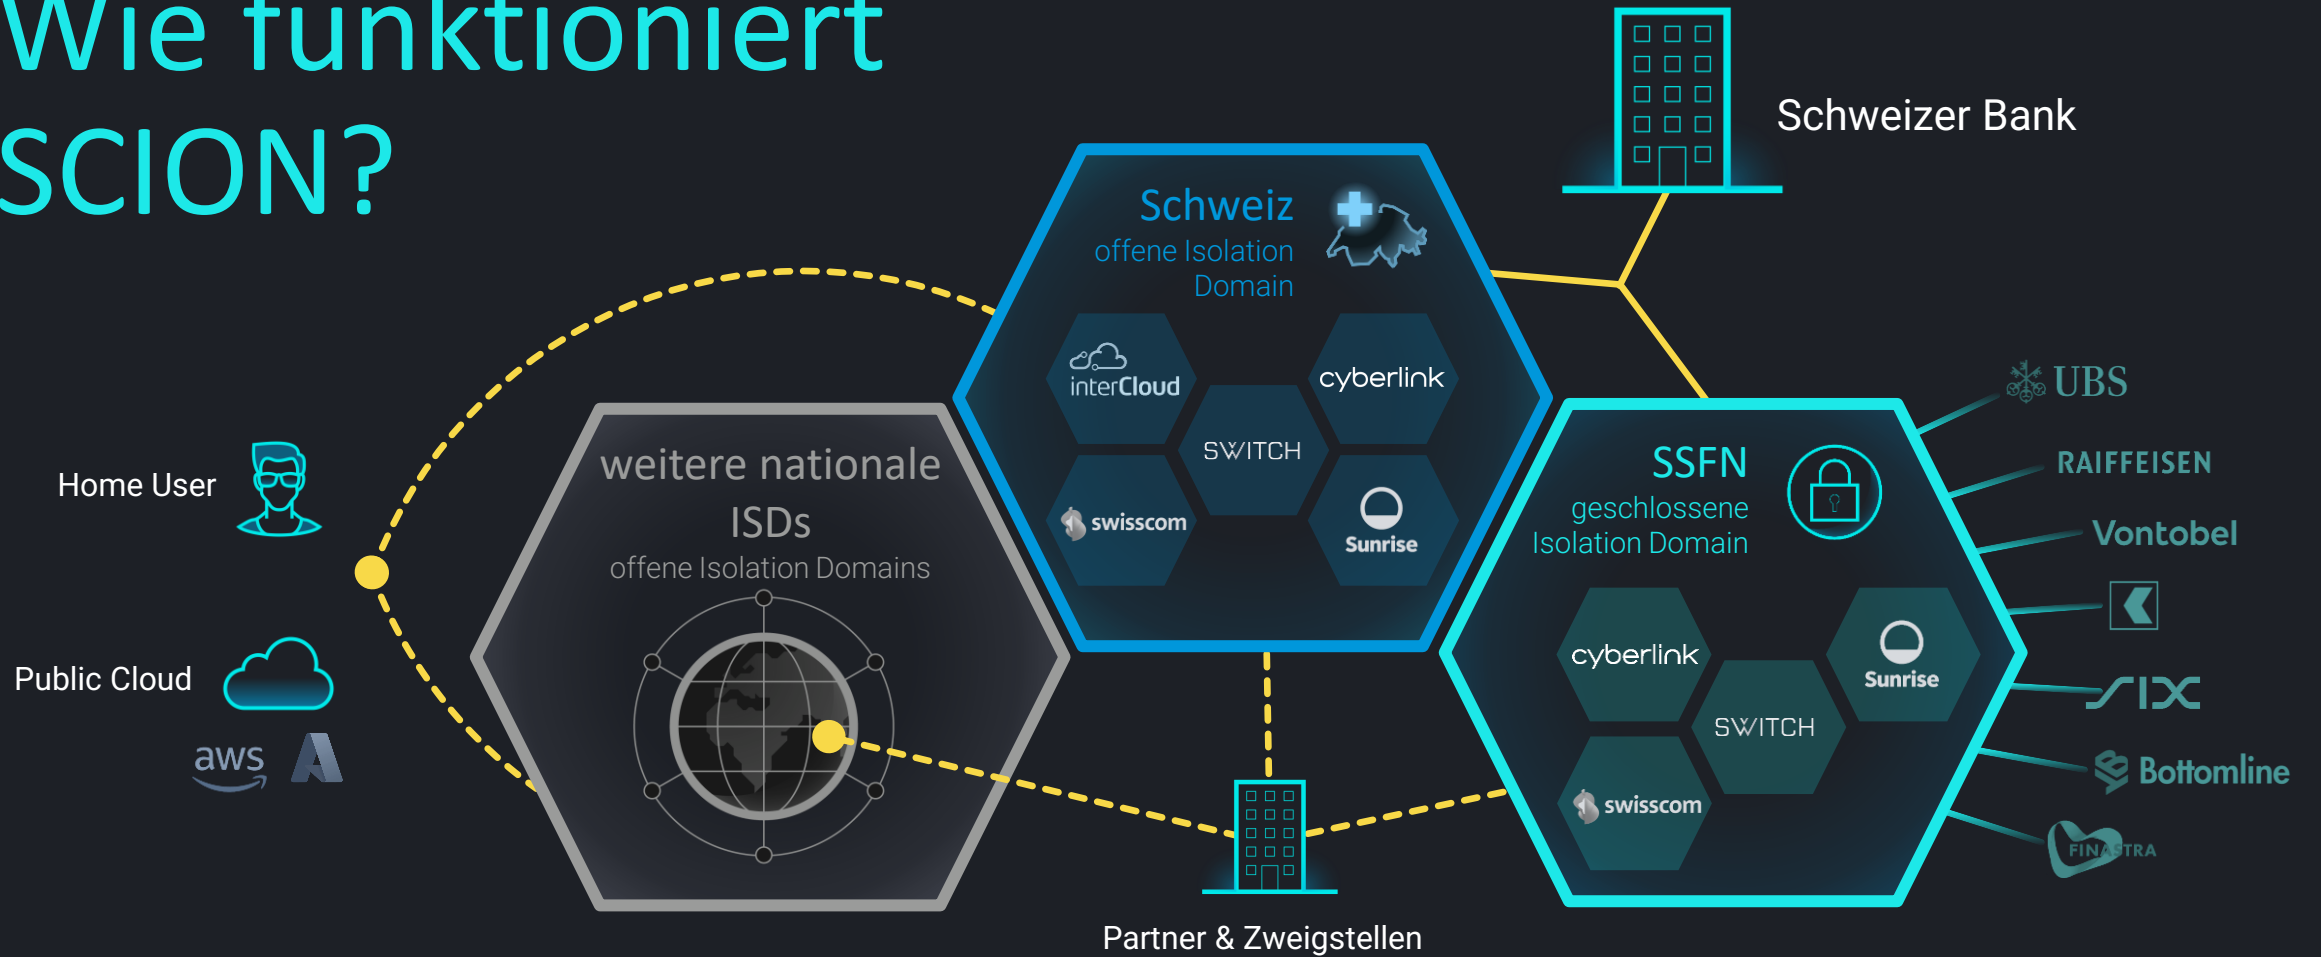 Wie funktioniert
SCION?
Schweizer Bank
Schweiz
offene Isolation
Domain
interCloud
cyberlink
SWITCH
swisscom
Sunrise
weitere nationale
ISDs
offene Isolation Domains
Home User
Public Cloud
aws
SSFN
geschlossene
Isolation Domain
cyberlink
Sunrise
SWITCH
swisscom
UBS
RAIFFEISEN
Vontobel
SIX
Bottomline
FINASTRA
Partner & Zweigstellen